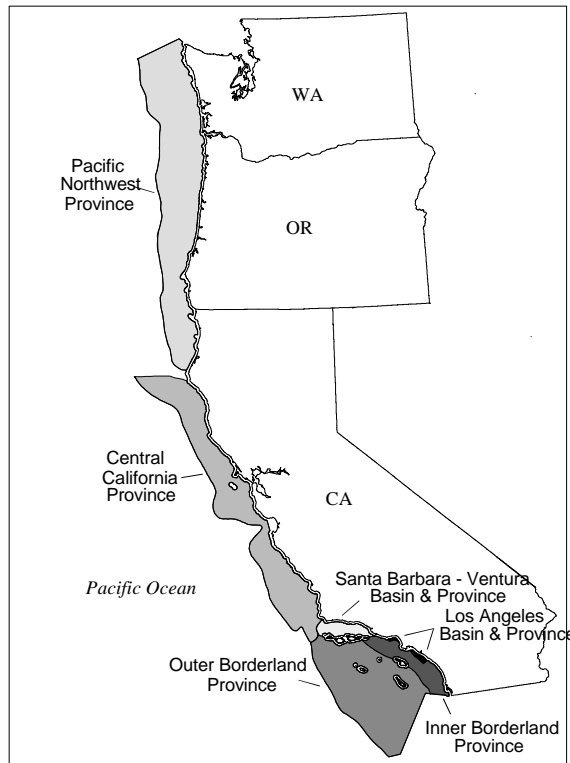 WA
Pacific
Northwest
Province
OR
Central
California
Province
CA
Pacific Ocean
Santa Barbara - Ventura
Basin & Province
Los Angeles
Basin & Province
Outer Borderland
Province
Inner Borderland
Province